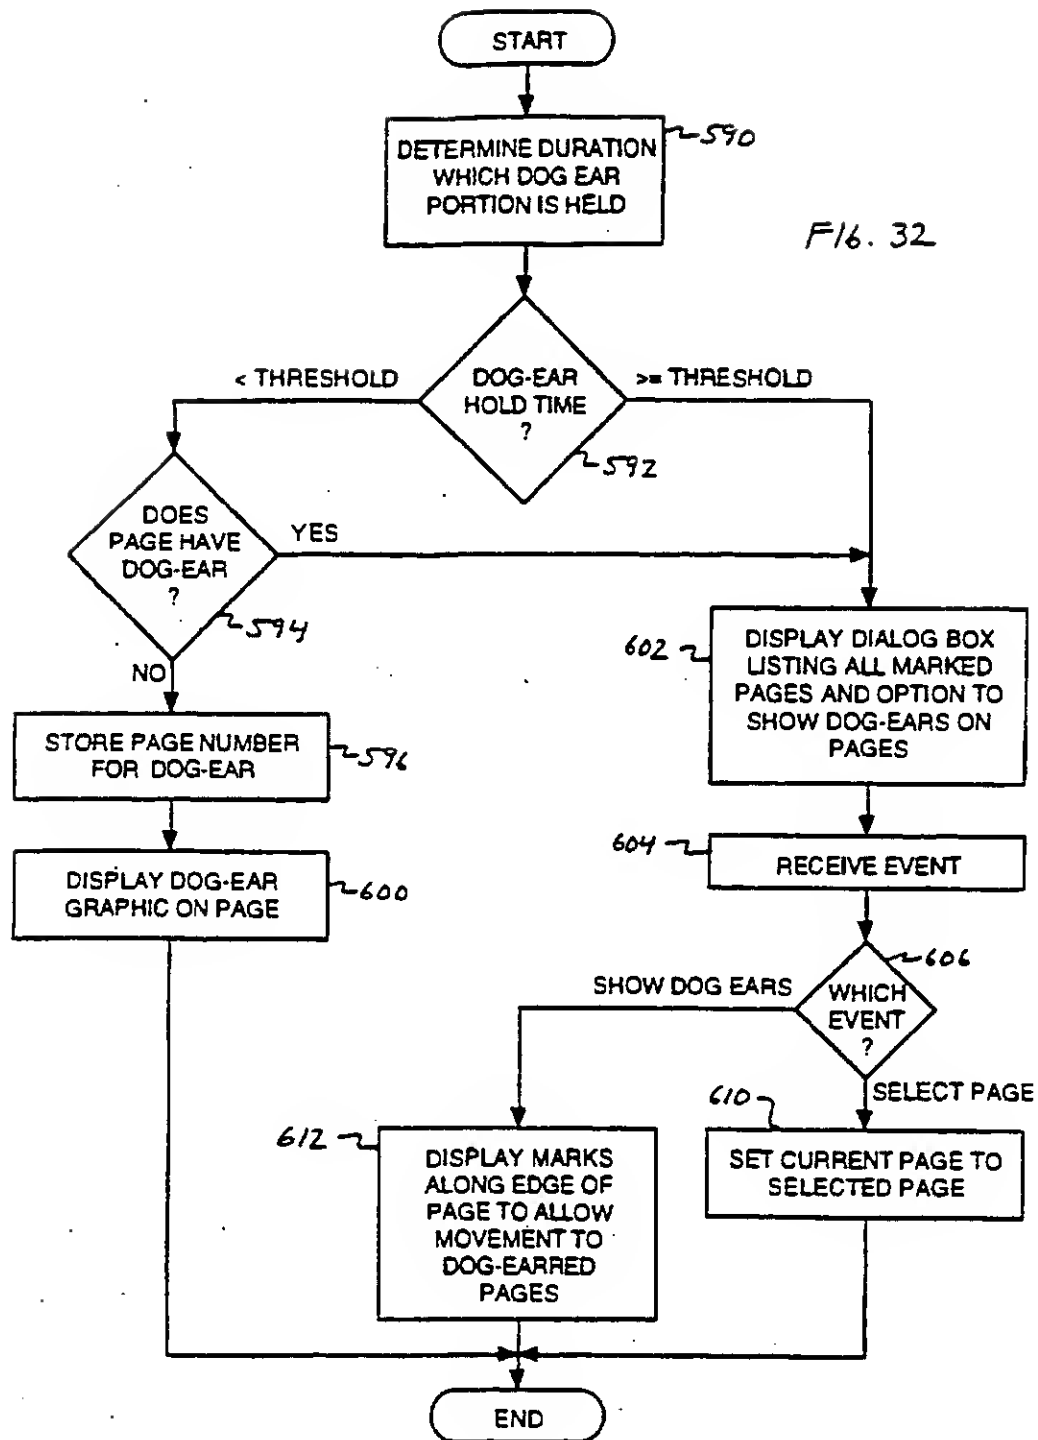 START
DETERMINE DURATION
WHICH DOG EAR
PORTION IS HELD
590
FIG. 32
< THRESHOLD
DOG-EAR
HOLD TIME
?
>= THRESHOLD
592
DOES
PAGE HAVE
DOG-EAR
?
YES
594
NO
602
DISPLAY DIALOG BOX
LISTING ALL MARKED
PAGES AND OPTION TO
SHOW DOG-EARS ON
PAGES
STORE PAGE NUMBER
FOR DOG-EAR
596
604
RECEIVE EVENT
DISPLAY DOG-EAR
GRAPHIC ON PAGE
600
606
SHOW DOG EARS
WHICH
EVENT
?
SELECT PAGE
610
612
DISPLAY MARKS
ALONG EDGE OF
PAGE TO ALLOW
MOVEMENT TO
DOG-EARRED
PAGES
SET CURRENT PAGE TO
SELECTED PAGE
END